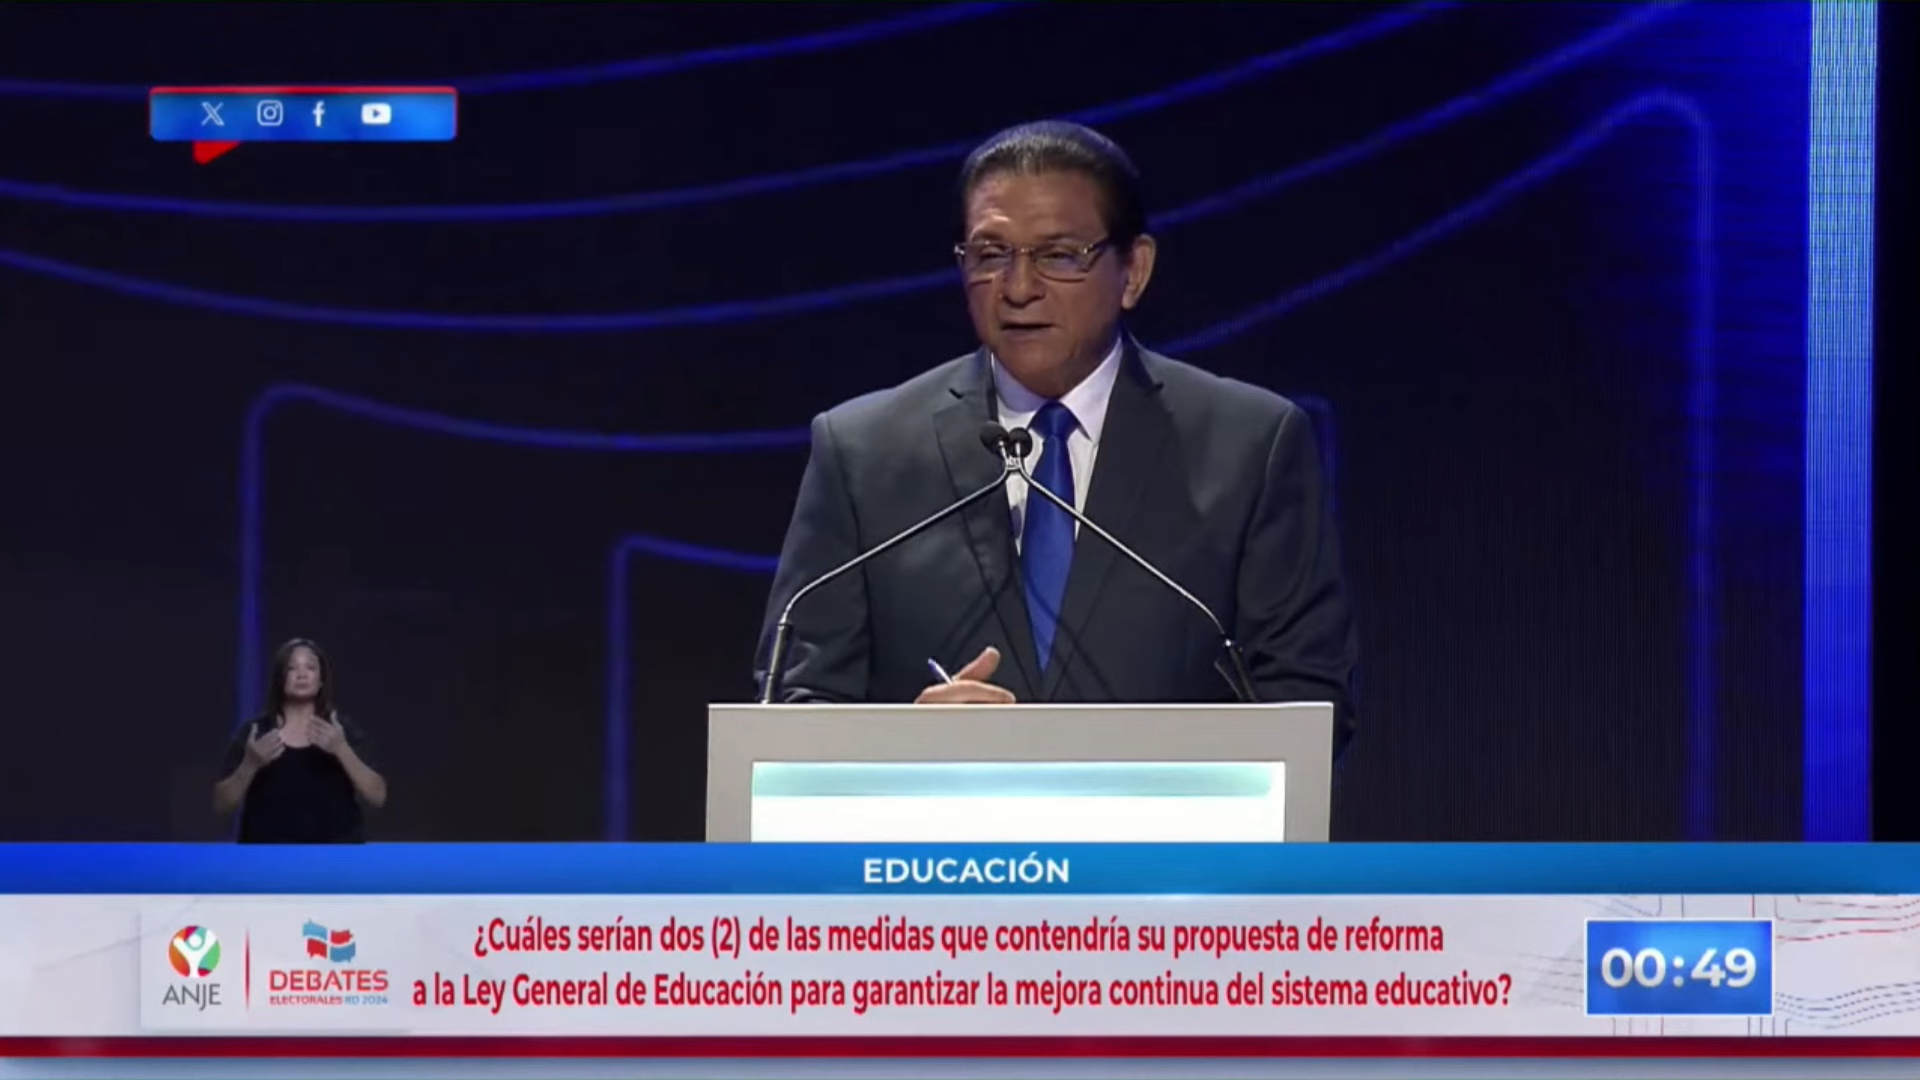 EDUCACIÓN
¿Cuáles serían dos (2) de las medidas que contendría su propuesta de reforma
a la Ley General de Educación para garantizar la mejora continua del sistema educativo?
ANJE
DEBATES
ELECTORALES RD 2024
00:49